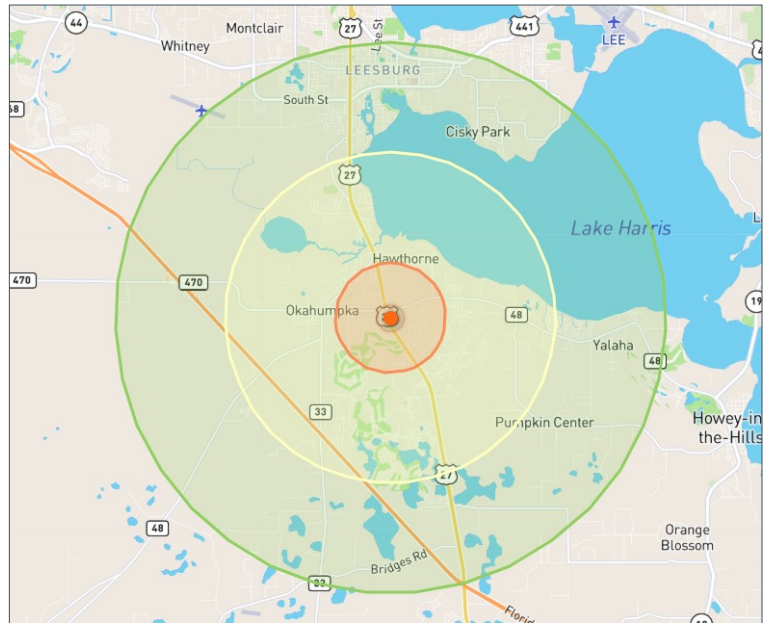 44
Montclair
Whitney
27
Lee St
441
LEE
LEESBURG
South St
Cisky Park
27
Lake Harris
Hawthorne
470
470
Okahumpka
48
19
Yalaha
48
33
Pumpkin Center
Howey-in
the-Hills
27
48
Orange
Blossom
Bridges Rd
33
Florid